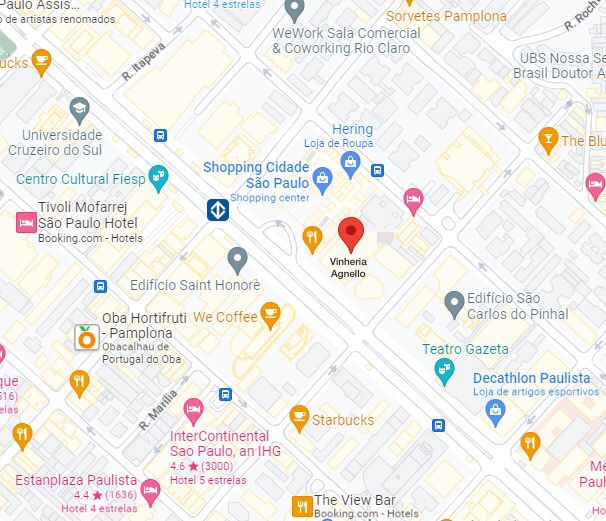 Paulo Assis...
o de artistas renomados
Hotel 4 estrelas
Sorvetes Pamplona
R. Roch
WeWork Sala Comercial
& Coworking Rio Claro
R. Itapeva
ucks
UBS Nossa Se
Brasil Doutor A
Universidade
Cruzeiro do Sul
Hering
Loja de Roupa
The Blu
Shopping Cidade
São Paulo
Shopping center
Centro Cultural Fiesp
Tivoli Mofarrej
São Paulo Hotel
Booking.com - Hotels
Vinheria
Agnello
Edifício Saint Honorè
Edifício São
Carlos do Pinhal
Oba Hortifruti
- Pamplona
Obacalhau de
Portugal do Oba
We Coffee
Teatro Gazeta
que
516)
estrelas
Decathlon Paulista
Loja de artigos esportivos
R. Marília
Starbucks
InterContinental
Sao Paulo, an IHG
4.6 ★ (3000)
Hotel 5 estrelas
Estanplaza Paulista
4.4 ★ (1636)
Hotel 4 estrelas
Me
Paul
The View Bar
Booking.com - Hotels